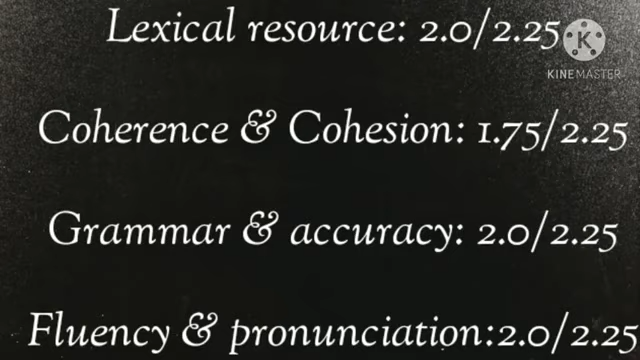 Lexical resource: 2.0/2.25
KINEMASTER
Coherence & Cohesion: 1.75/2.25
Grammar & accuracy: 2.0/2.25
Fluency & pronunciation:2.0/2.25